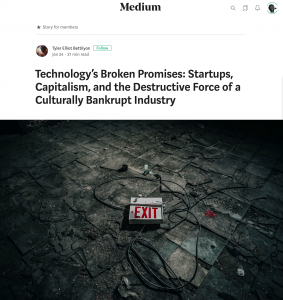 Medium
Story for members
Tyler Elliot Bettilyon Follow
Jan 24 · 21 min read
Technology's Broken Promises: Startups,
Capitalism, and the Destructive Force of a
Culturally Bankrupt Industry
EXIT